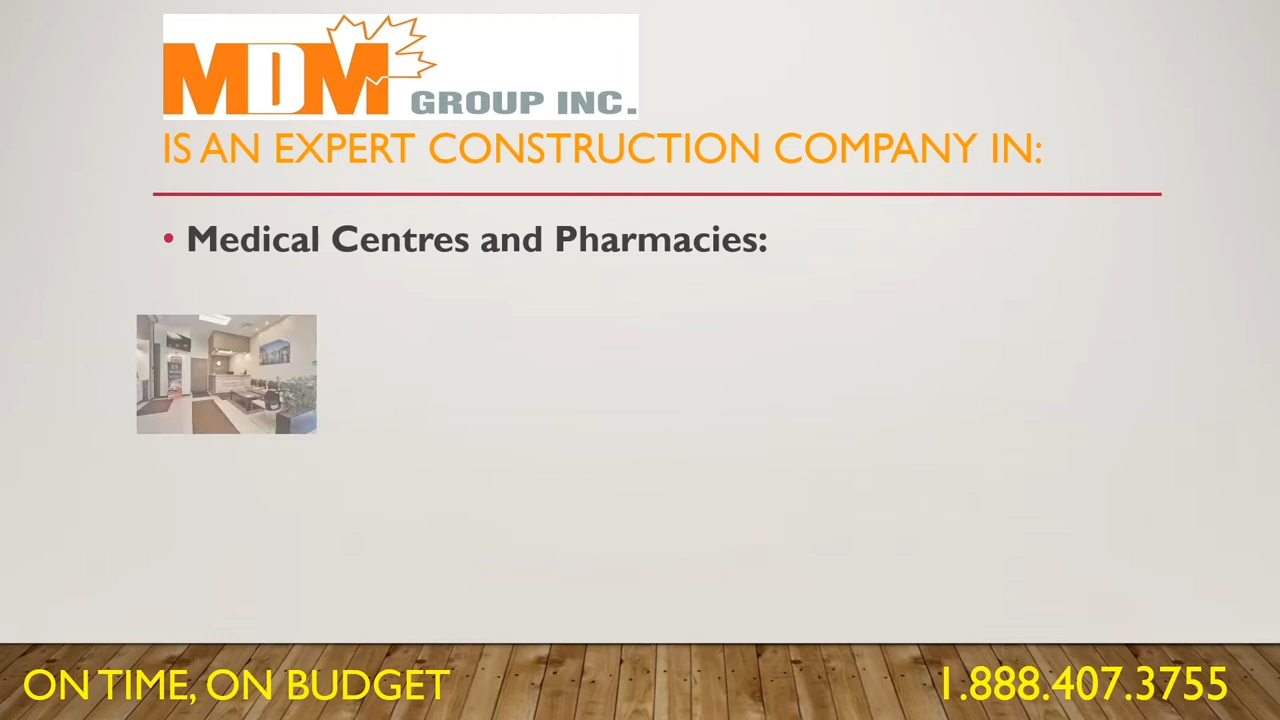 MDM GROUP INC.
IS AN EXPERT CONSTRUCTION COMPANY IN:
• Medical Centres and Pharmacies:
ON TIME, ON BUDGET
1.888.407.3755